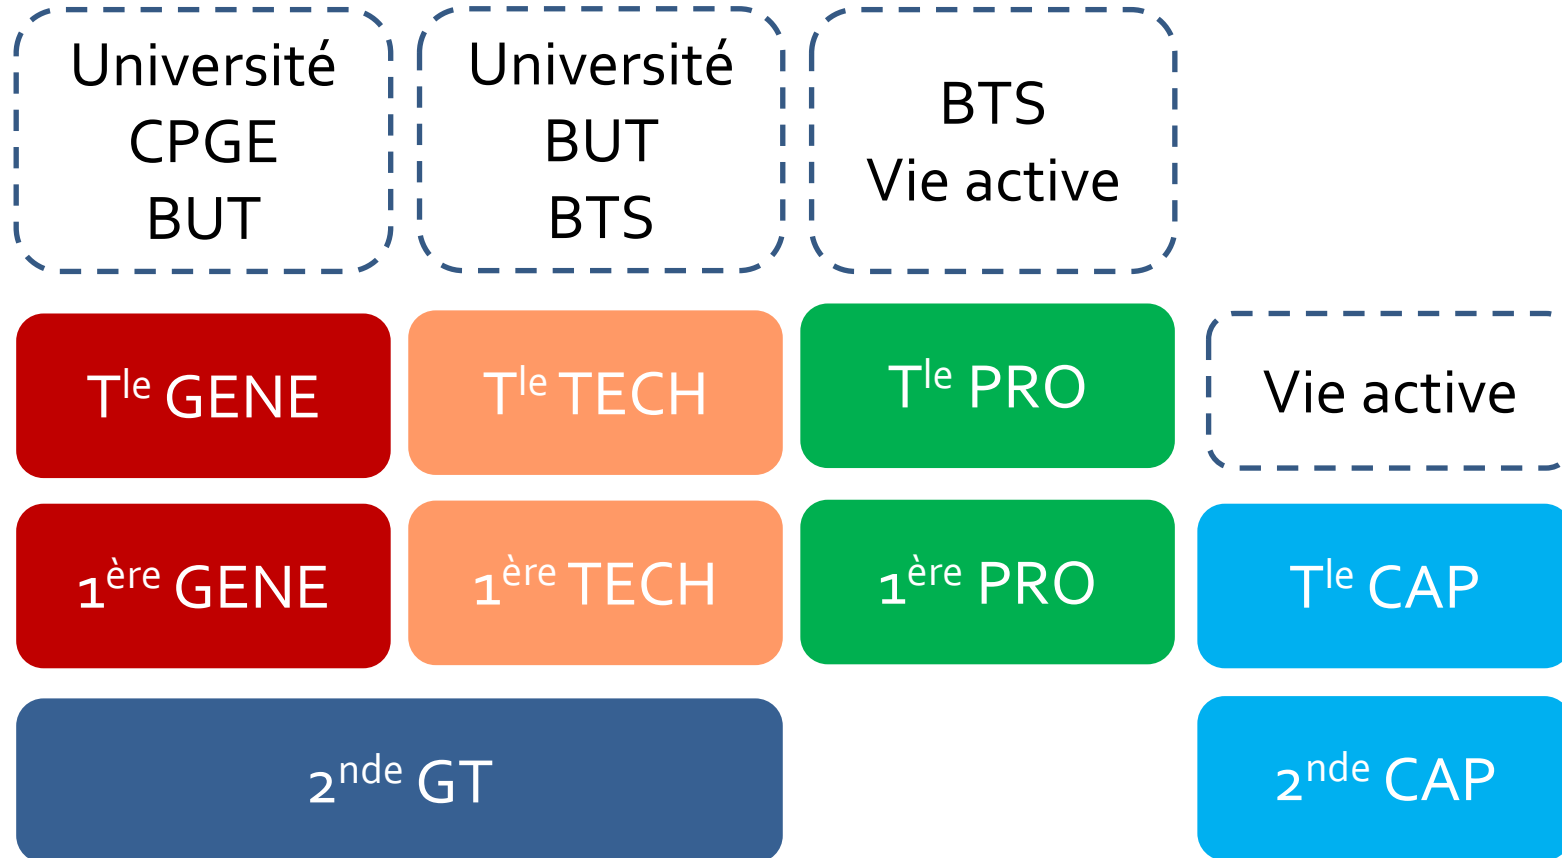 Université
CPGE
BUT
Université
BUT
BTS
BTS
Vie active
Tle GENE
Tle TECH
Tle PRO
Vie active
1ère GENE
1ère TECH
1ère PRO
Tle CAP
2nde GT
2nde CAP